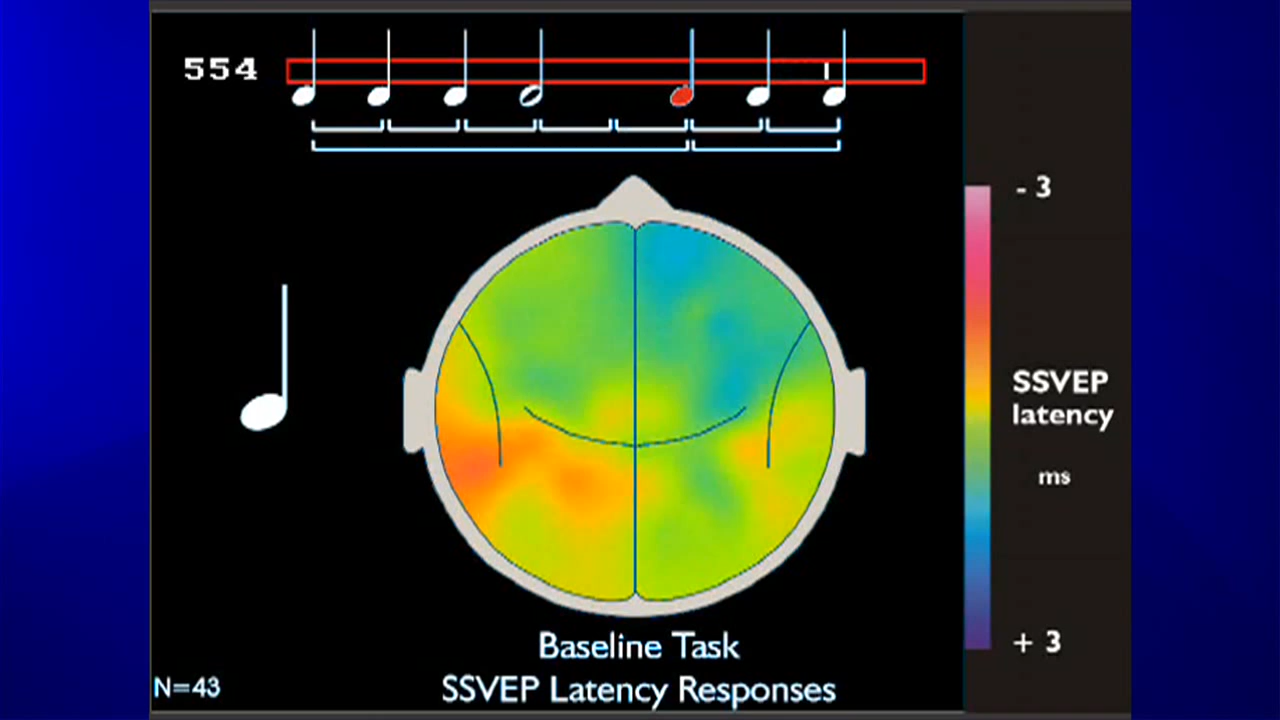 554
- 3
SSVEP
latency
ms
+ 3
Baseline Task
SSVEP Latency Responses
N=43